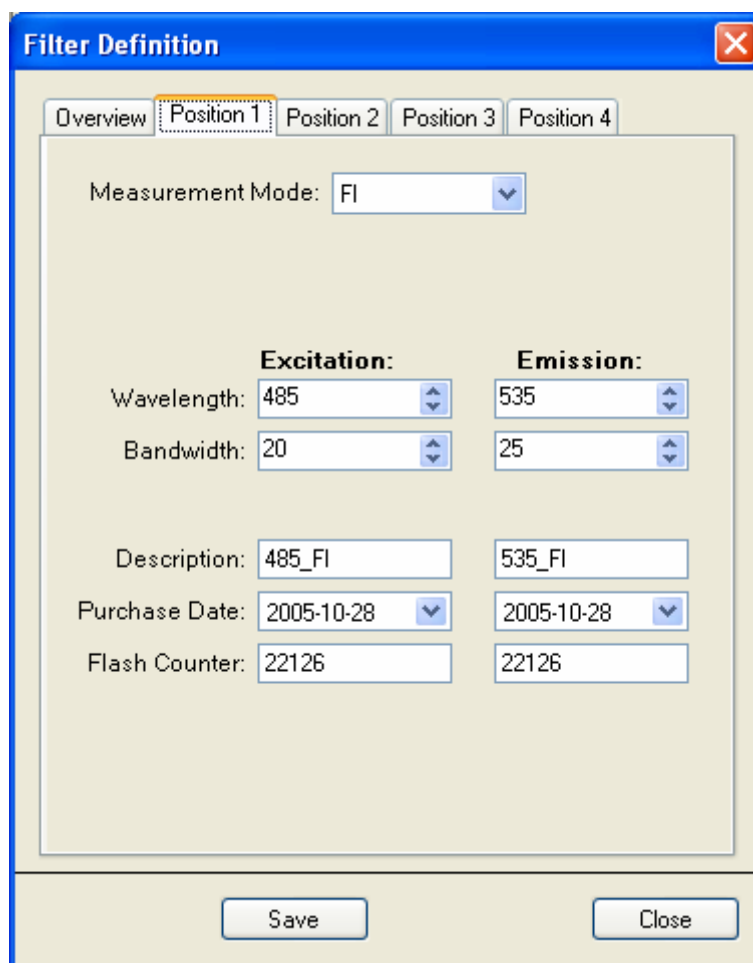 Filter Definition
Overview Position 1 Position 2 Position 3 Position 4
Measurement Mode: FI
Excitation: Emission:
Wavelength: 485 535
Bandwidth: 20 25
Description: 485_FI 535_FI
Purchase Date: 2005-10-28 2005-10-28
Flash Counter: 22126 22126
Save Close